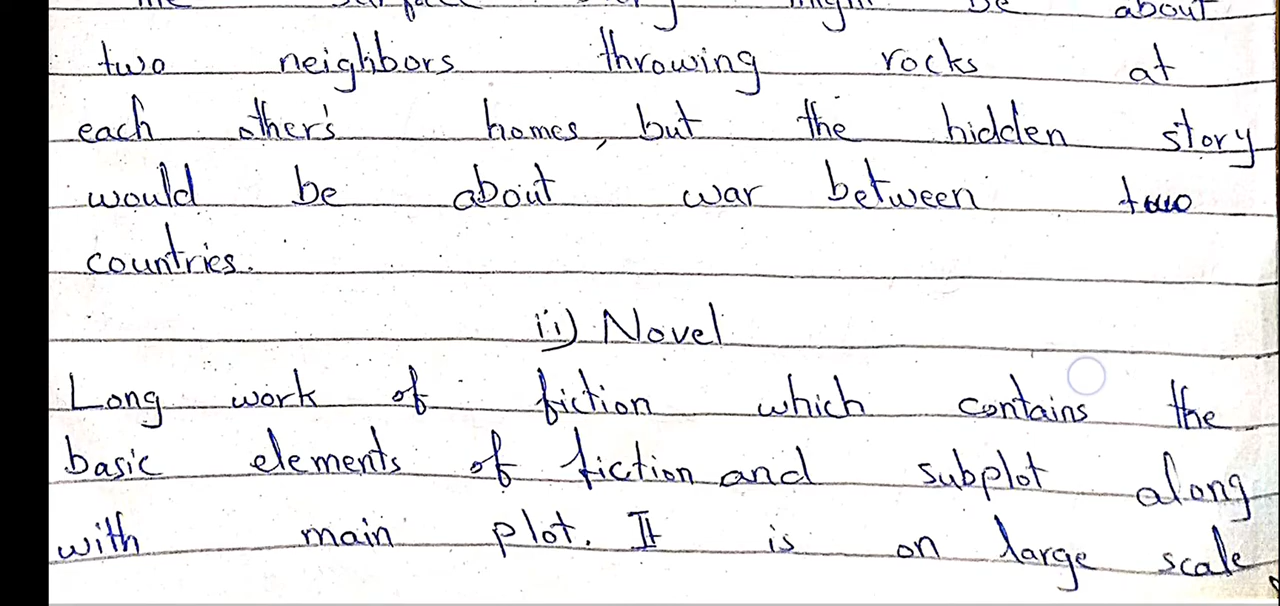 about
two neighbors throwing rocks at
each other's homes, but the hidden story
would be about war between two
countries.
ii) Novel
Long work of fiction which contains the
basic elements of fiction and subplot along
with main plot. It is on large scale